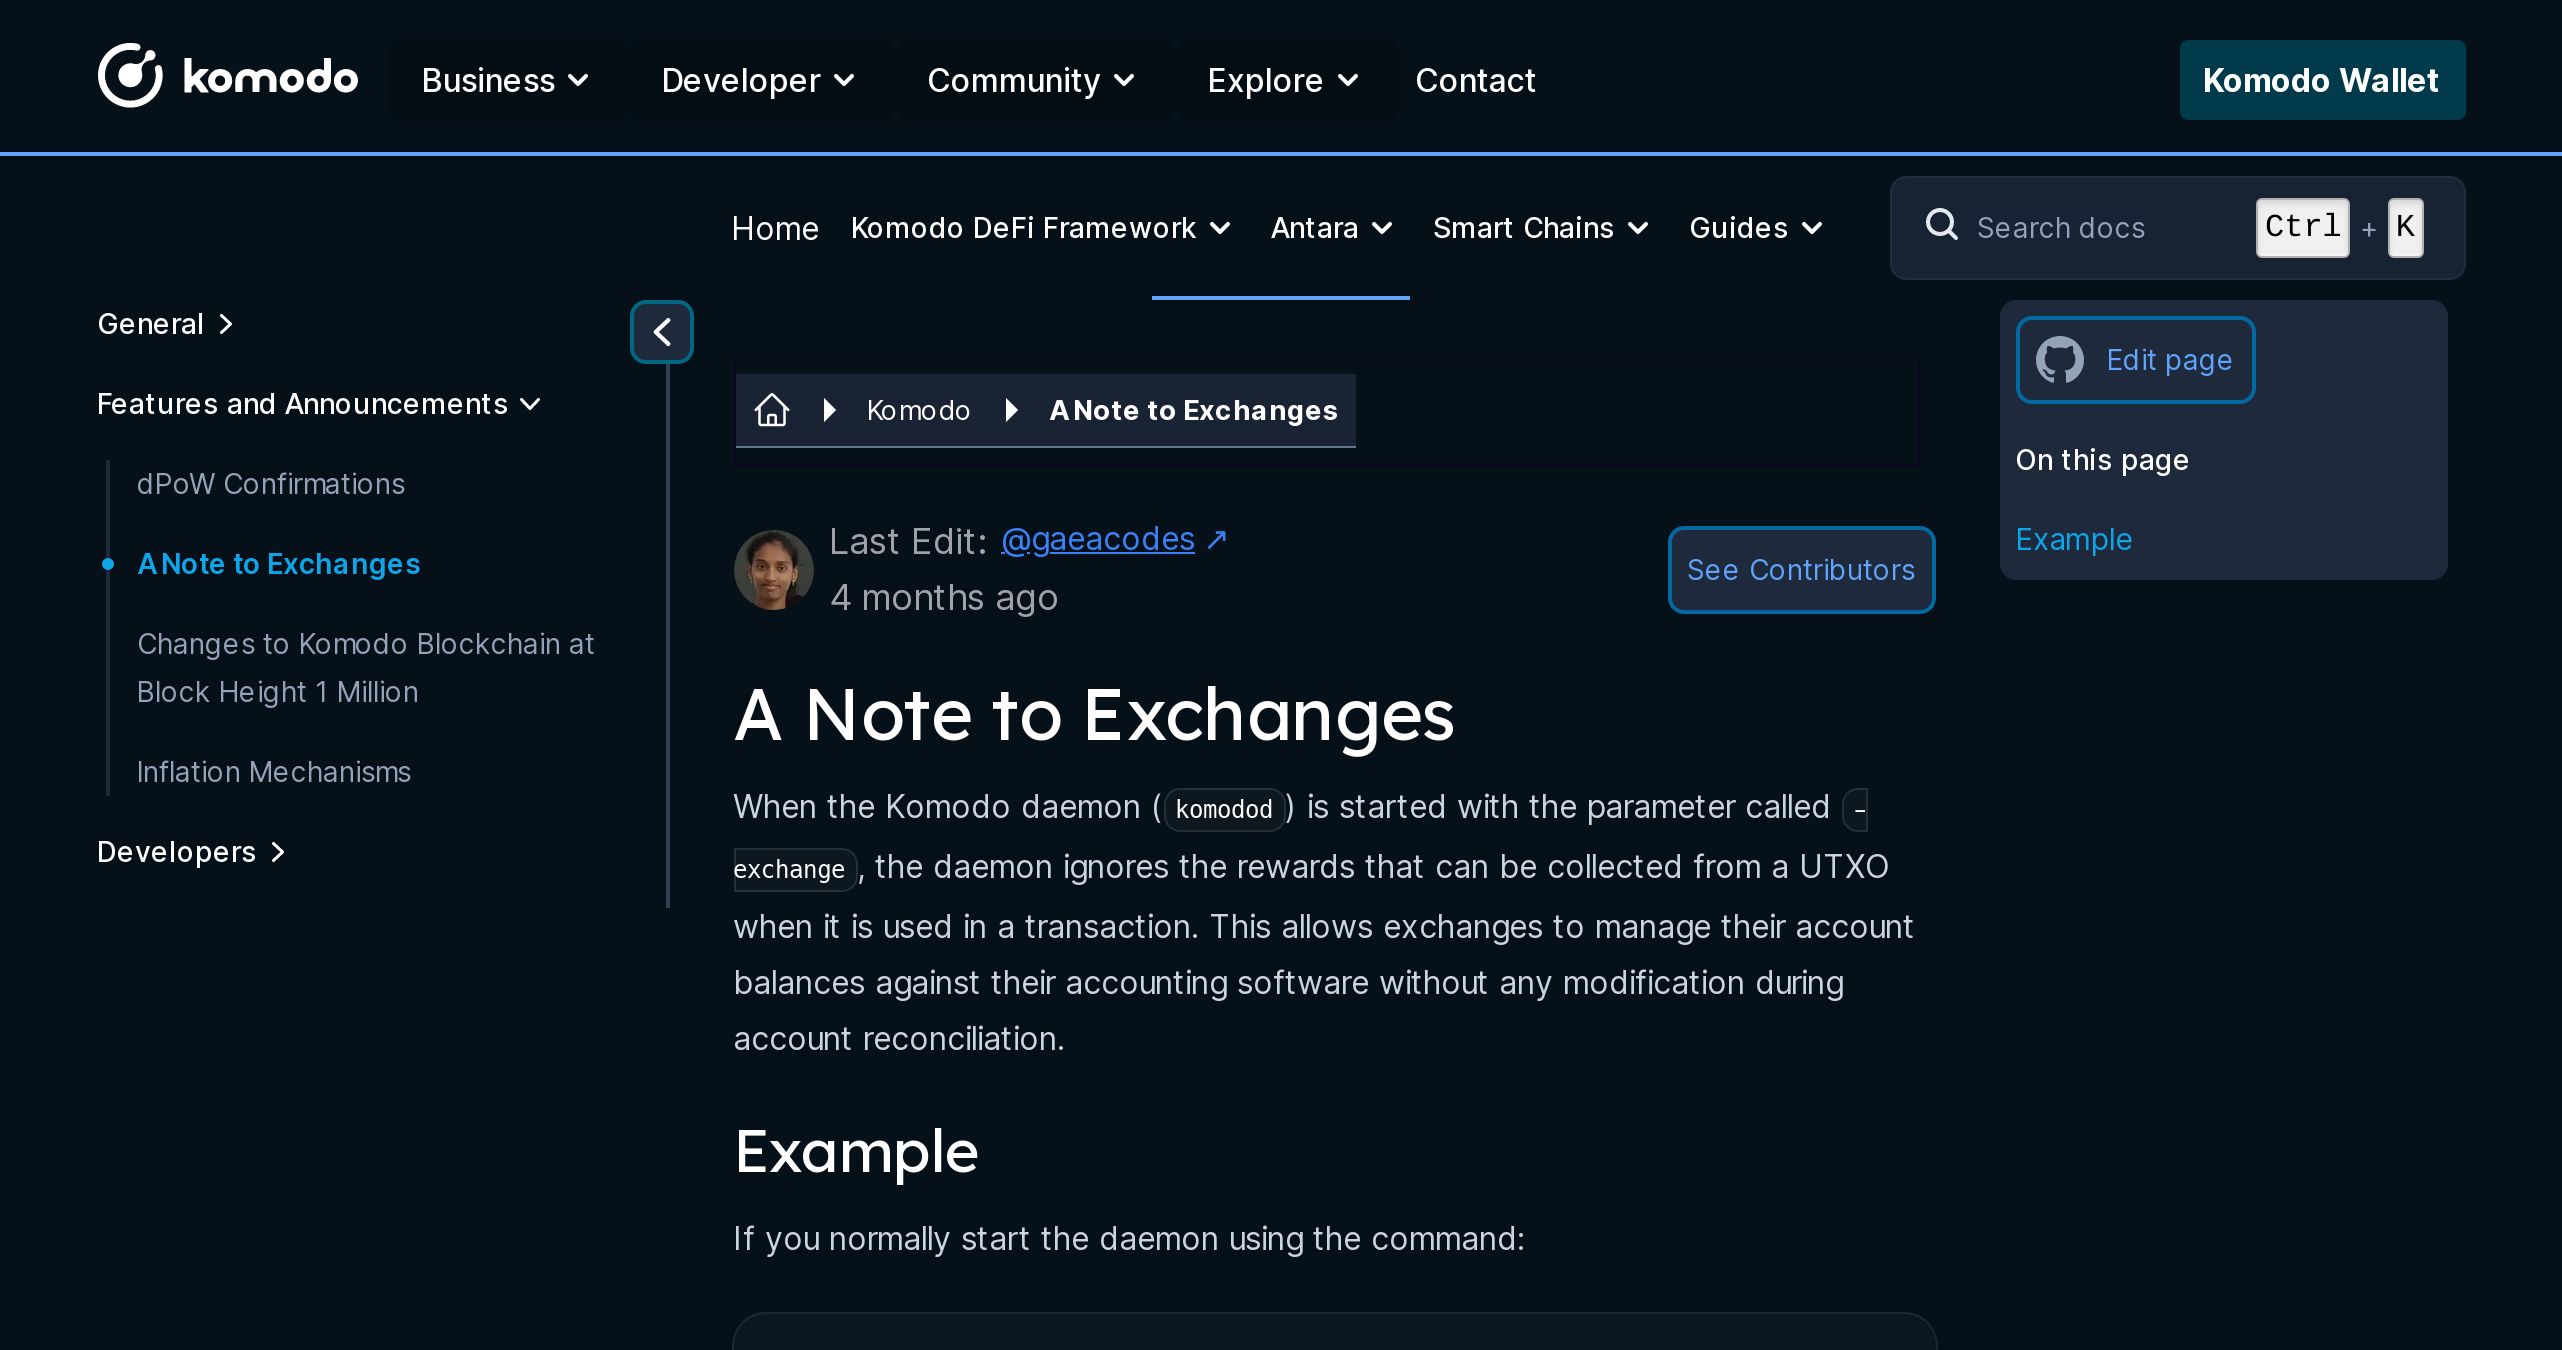 komodo
Business
Developer
Community
Explore
Contact
Komodo Wallet
Home
Komodo DeFi Framework
Antara
Smart Chains
Guides
Search docs
Ctrl + K
General
Features and Announcements
dPoW Confirmations
A Note to Exchanges
Changes to Komodo Blockchain at
Block Height 1 Million
Inflation Mechanisms
Developers
Komodo
A Note to Exchanges
Last Edit: @gaeacodes ↗
4 months ago
See Contributors
A Note to Exchanges
When the Komodo daemon (komodod) is started with the parameter called -
exchange, the daemon ignores the rewards that can be collected from a UTXO
when it is used in a transaction. This allows exchanges to manage their account
balances against their accounting software without any modification during
account reconciliation.
Example
If you normally start the daemon using the command:
Edit page
On this page
Example